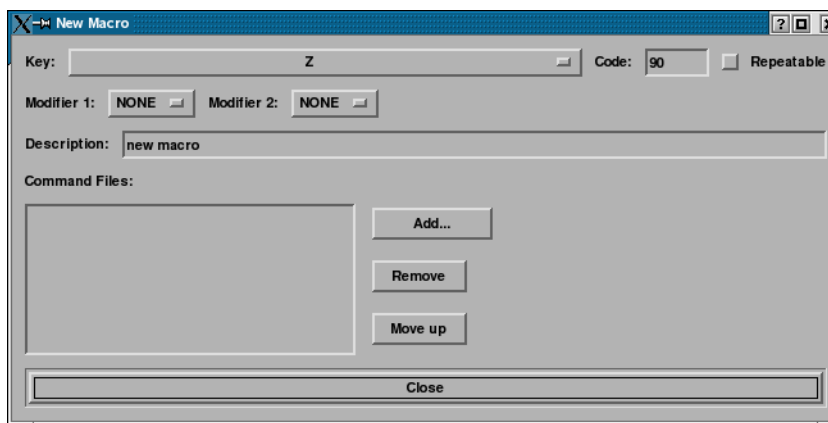 New Macro ?
Key: Z Code: 90 Repeatable
Modifier 1: NONE Modifier 2: NONE
Description: new macro
Command Files:
Add...
Remove
Move up
Close